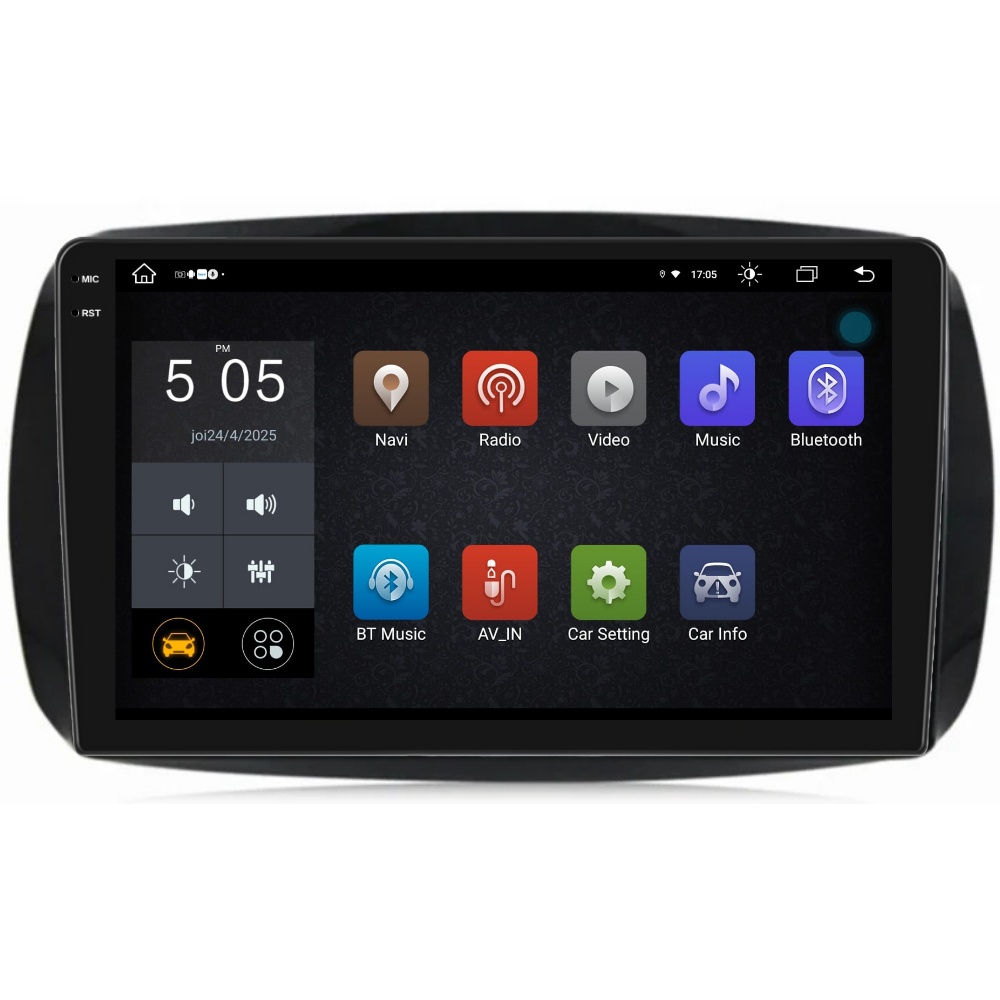 MIC
RST
17:05
PM
5 05
joi24/4/2025
Navi
Radio
Video
Music
Bluetooth
BT Music
AV_IN
Car Setting
Car Info